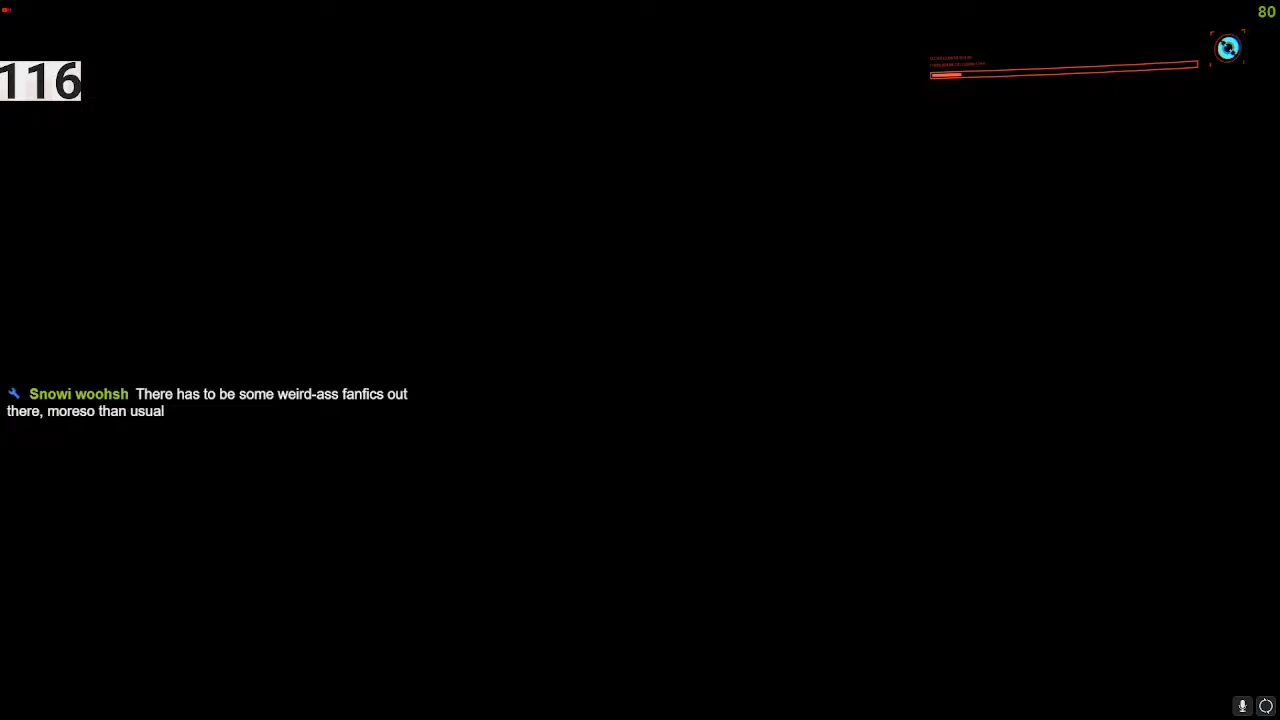 80
116
Snowi woohsh There has to be some weird-ass fanfics out
there, moreso than usual